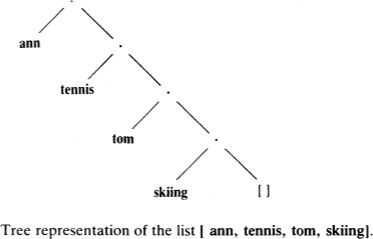 ann
tennis
tom
skiing
[ ]
Tree representation of the list [ ann, tennis, tom, skiing].